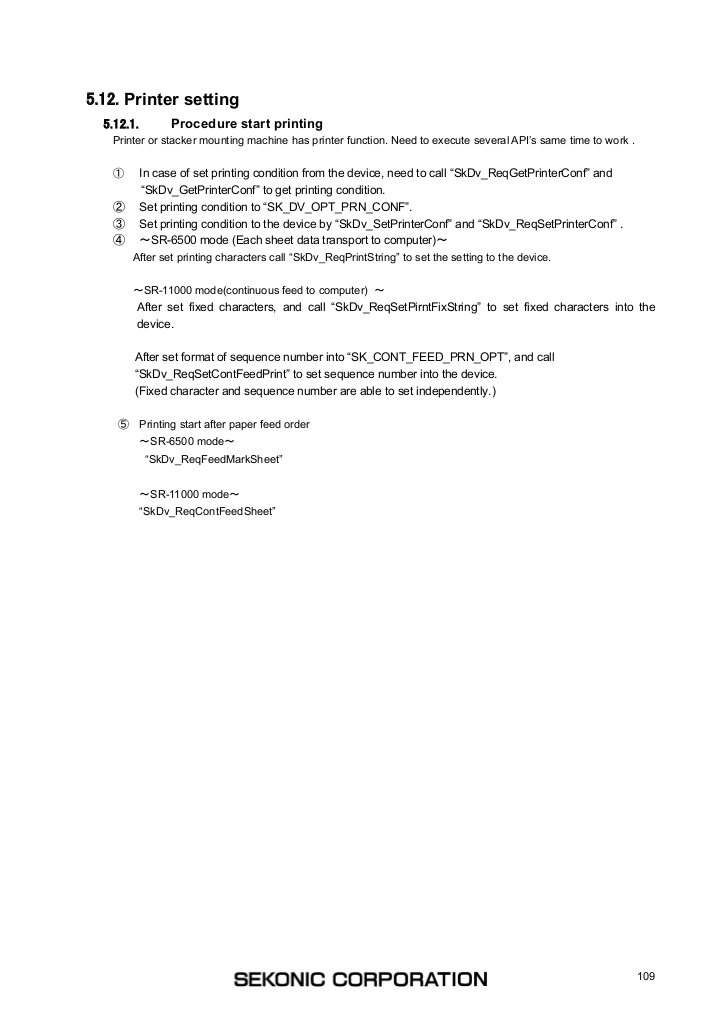 5.12. Printer setting
5.12.1. Procedure start printing
Printer or stacker mounting machine has printer function. Need to execute several API's same time to work .
① In case of set printing condition from the device, need to call “SkDv_ReqGetPrinterConf” and
“SkDv_GetPrinterConf” to get printing condition.
② Set printing condition to “SK_DV_OPT_PRN_CONF”.
③ Set printing condition to the device by “SkDv_SetPrinterConf” and “SkDv_ReqSetPrinterConf” .
④ ～SR-6500 mode (Each sheet data transport to computer)～
After set printing characters call “SkDv_ReqPrintString” to set the setting to the device.
～SR-11000 mode(continuous feed to computer) ～
After set fixed characters, and call “SkDv_ReqSetPirntFixString” to set fixed characters into the
device.
After set format of sequence number into “SK_CONT_FEED_PRN_OPT”, and call
“SkDv_ReqSetContFeedPrint” to set sequence number into the device.
(Fixed character and sequence number are able to set independently.)
⑤ Printing start after paper feed order
～SR-6500 mode～
“SkDv_ReqFeedMarkSheet”
～SR-11000 mode～
“SkDv_ReqContFeedSheet”
SEKONIC CORPORATION
109